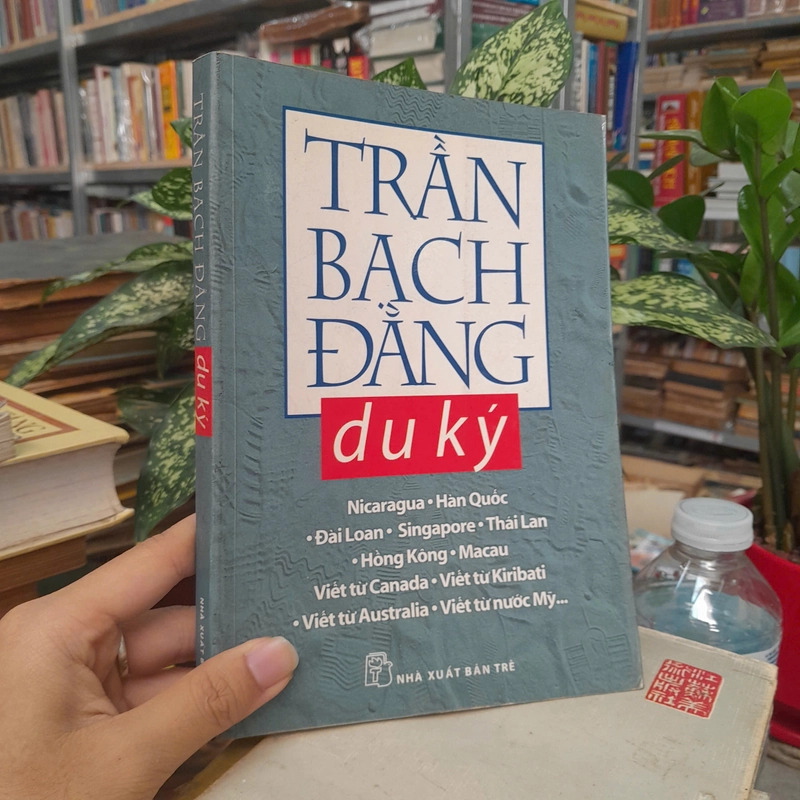 TRẦN
BẠCH
ĐẰNG
du ký
Nicaragua • Hàn Quốc
• Đài Loan • Singapore • Thái Lan
• Hồng Kông • Macau
Viết từ Canada • Viết từ Kiribati
• Viết từ Australia • Viết từ nước Mỹ...
NHÀ XUẤT BẢN TRẺ
TRẦN BẠCH ĐẰNG du ký
NHÀ XUẤT B